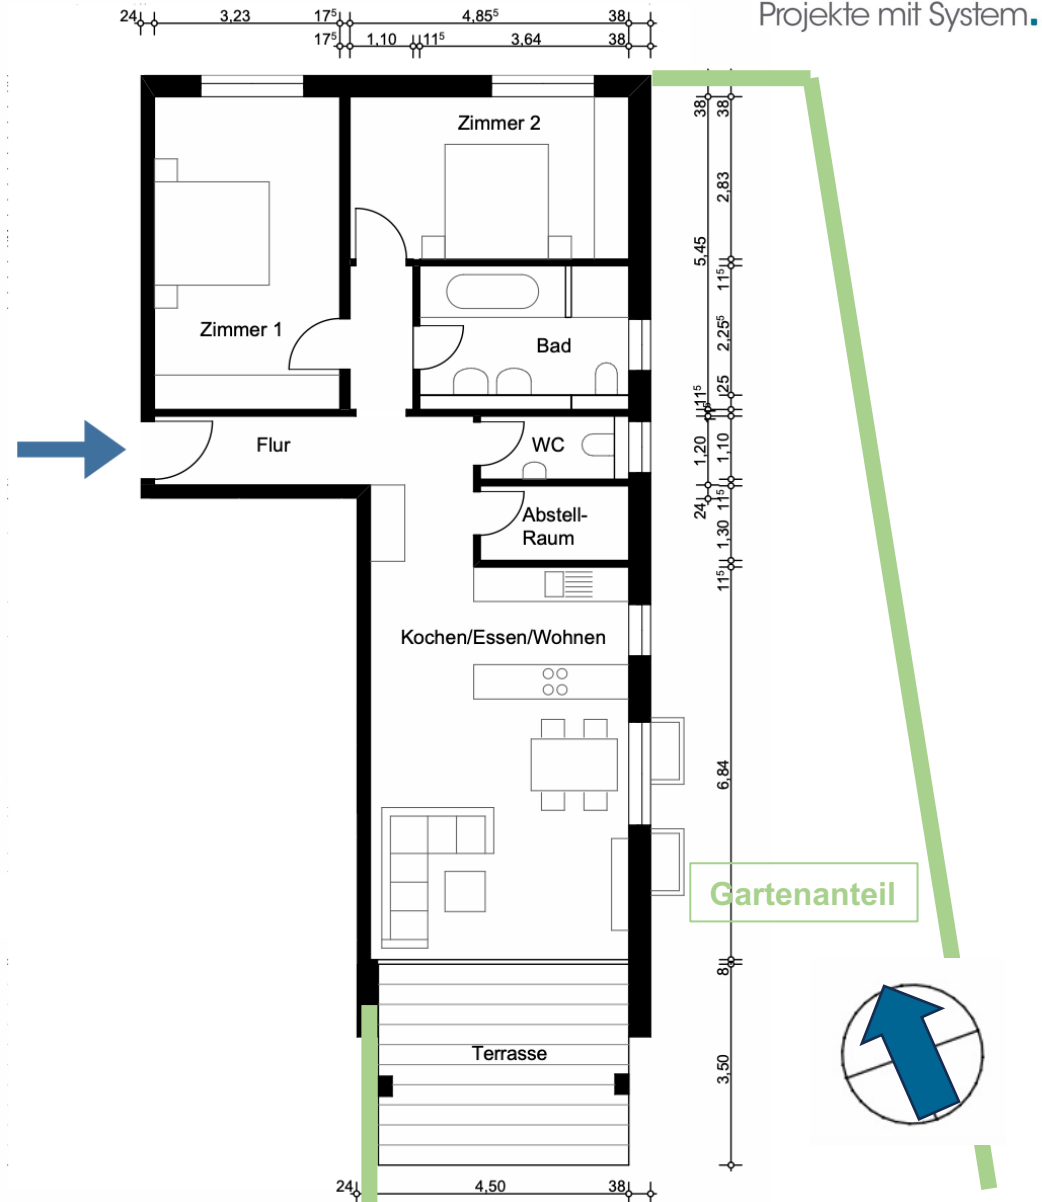 Projekte mit System.
24 3,23 17⁵ 4,85⁵ 38
17⁵ 1,10 11⁵ 3,64 38
Zimmer 2
38 38
2,83
5,45
11⁵
Zimmer 1
Bad
2,25⁵
25
11⁵
Flur
WC
1,20 1,10
24 11⁵
Abstell-
Raum
1,30
11⁵
Kochen/Essen/Wohnen
6,84
Gartenanteil
8
Terrasse
3,50
24 4,50 38